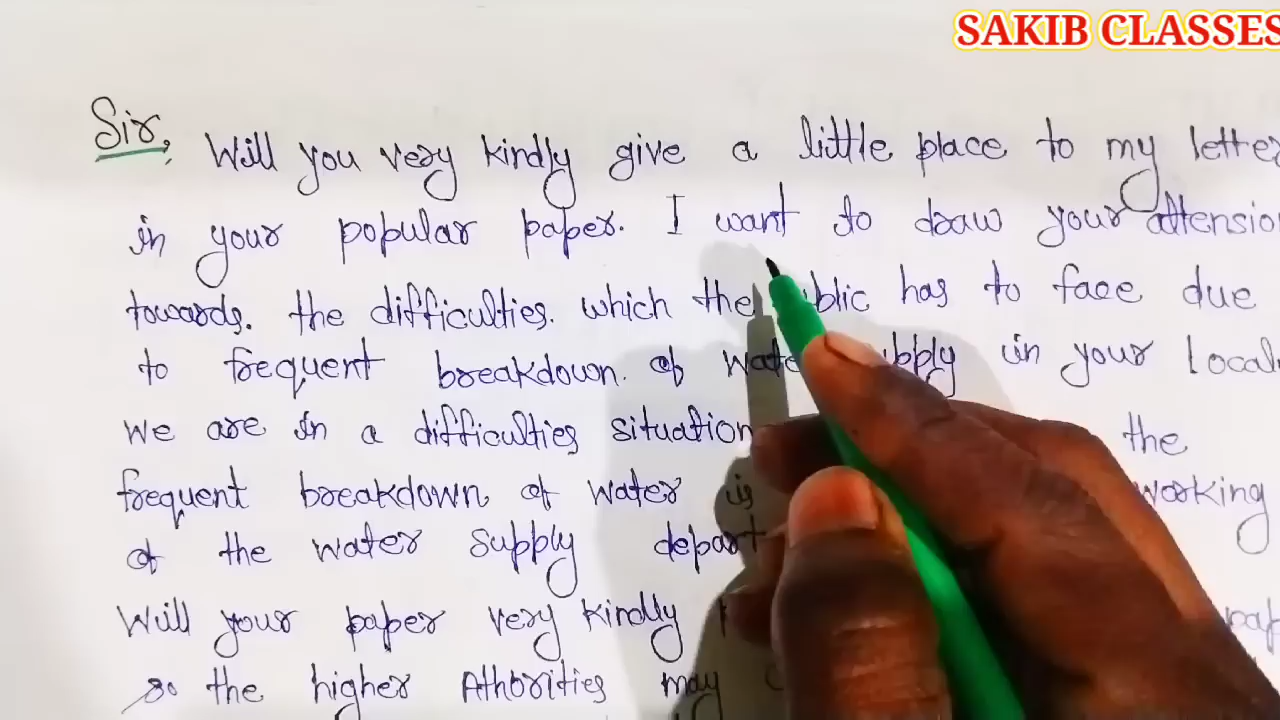 SAKIB CLASSES
Sir,
Will you very kindly give a little place to my letter
in your popular paper. I want to draw your attension
towards. the difficulties. which the public has to face due
to frequent breakdown. of water supply in your Local
We are in a difficulties situation the
frequent breakdown of water is working
of the water supply depart
Will your paper very kindly
so the higher Athorities may